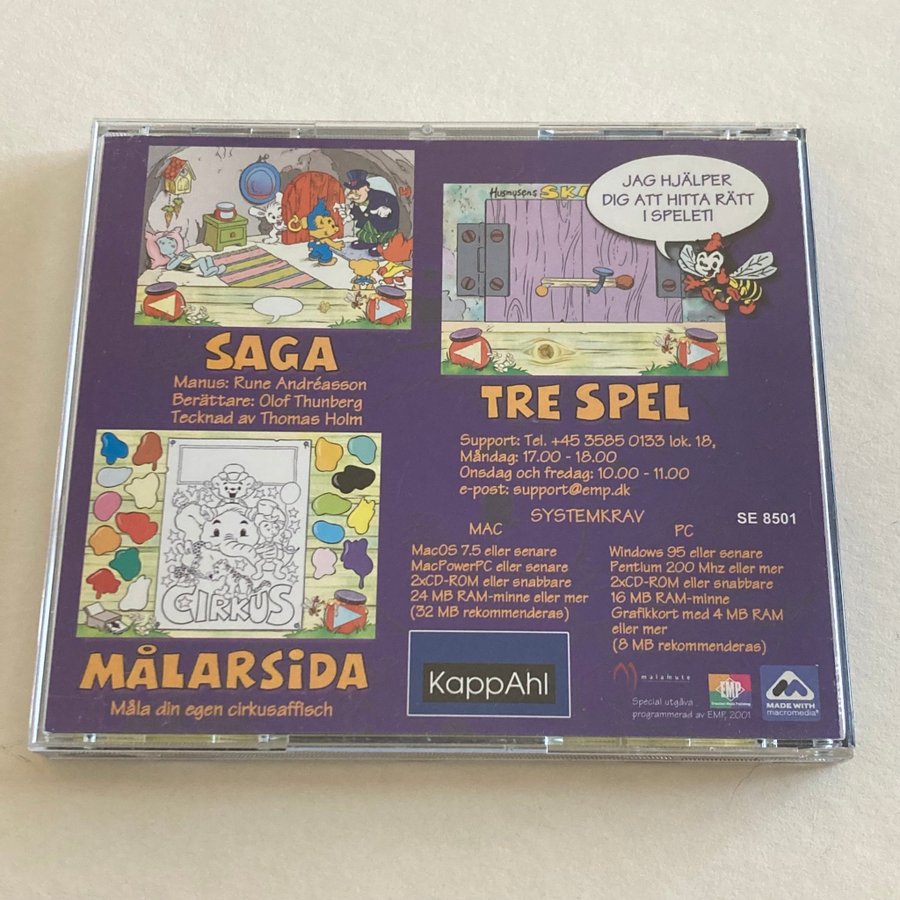 Husmusens SKA
JAG HJÄLPER
DIG ATT HITTA RÄTT
I SPELET!
SAGA
Manus: Rune Andréasson
Berättare: Olof Thunberg
Tecknad av Thomas Holm
TRE SPEL
Support: Tel. +45 3585 0133 lok. 18,
Måndag: 17.00 - 18.00
Onsdag och fredag: 10.00 - 11.00
e-post: support@emp.dk
SYSTEMKRAV
SE 8501
MAC
MacOS 7.5 eller senare
MacPowerPC eller senare
2xCD-ROM eller snabbare
24 MB RAM-minne eller mer
(32 MB rekommenderas)
PC
Windows 95 eller senare
Pentium 200 Mhz eller mer
2xCD-ROM eller snabbare
16 MB RAM-minne
Grafikkort med 4 MB RAM
eller mer
(8 MB rekommenderas)
CIRKUS
MÅLARSiDA
Måla din egen cirkusaffisch
KappAhl
malamute
Special utgåva
programmerad av EMP, 2001
EMP
MADE WITH
macromedia